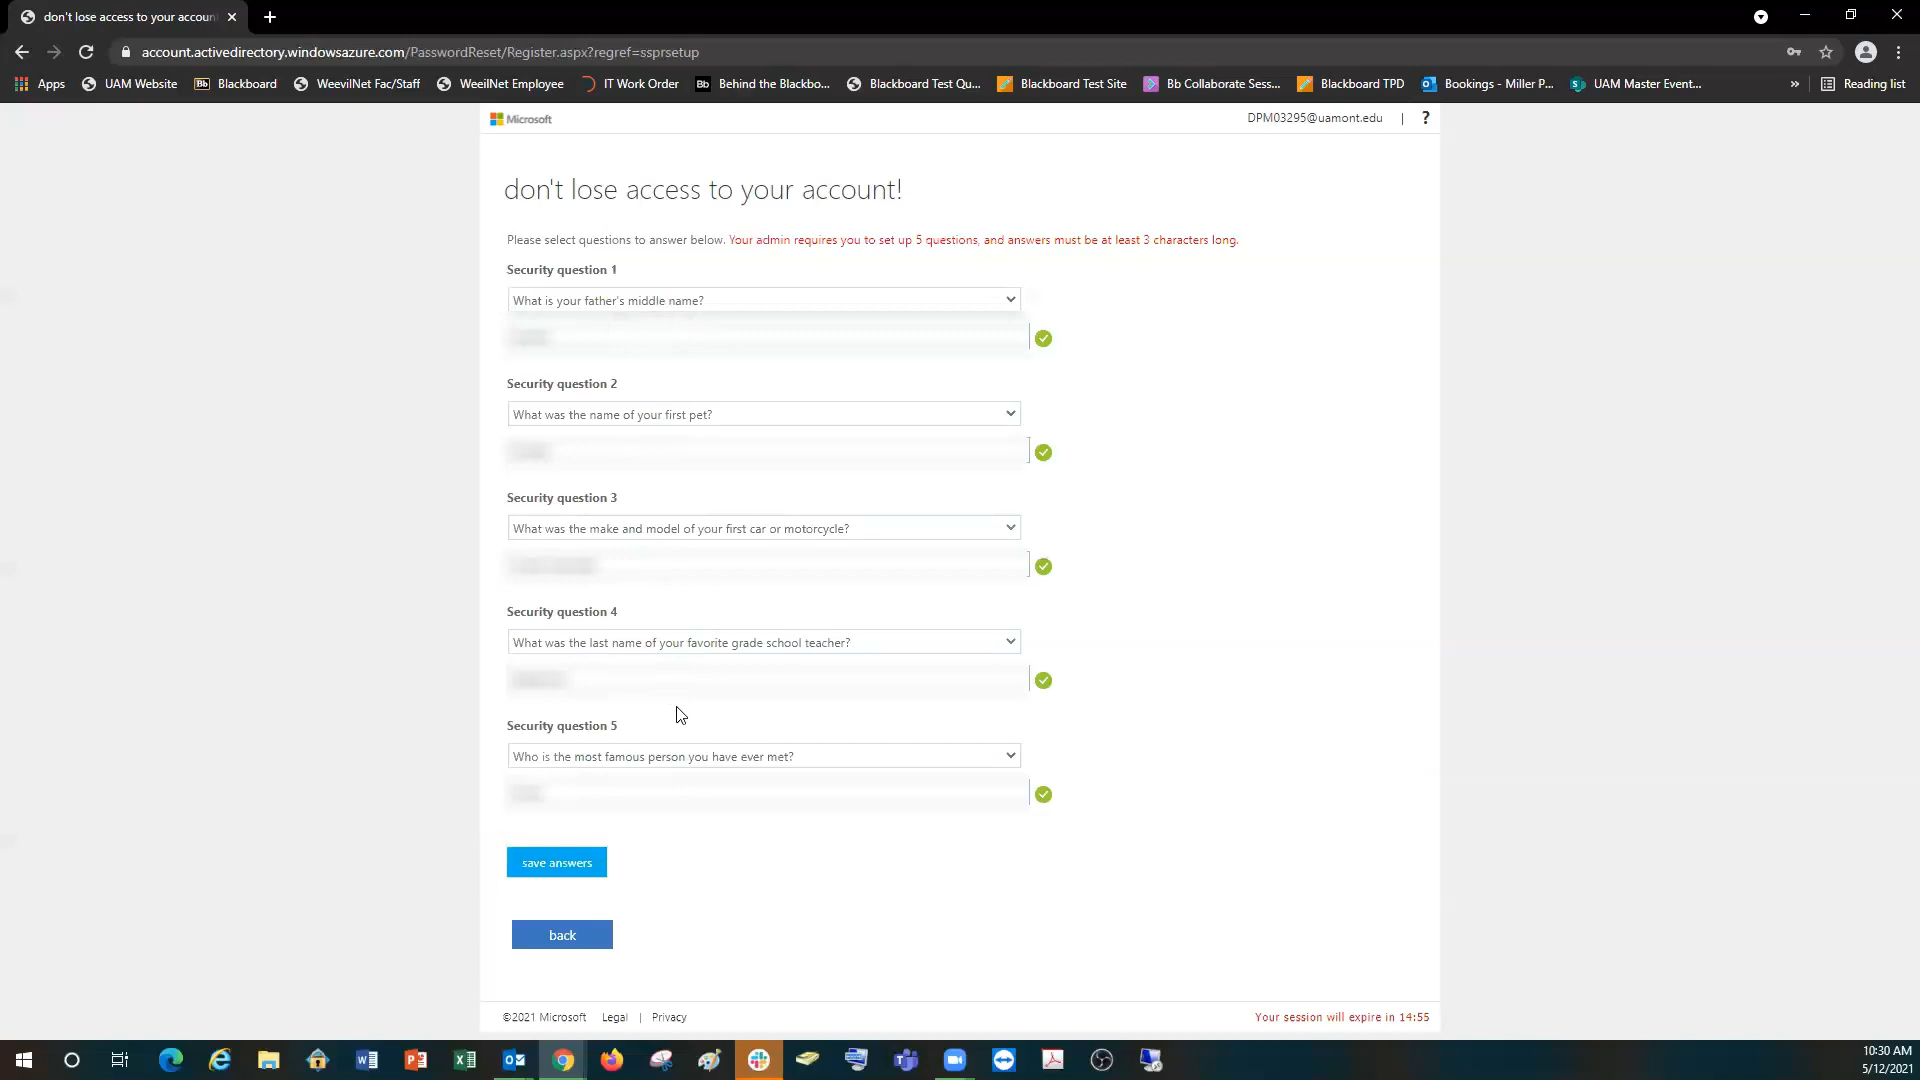 don't lose access to your accoun
account.activedirectory.windowsazure.com/PasswordReset/Register.aspx?regref=ssprsetup
Apps UAM Website Bb Blackboard WeevilNet Fac/Staff WeeilNet Employee IT Work Order Bb Behind the Blackbo... Blackboard Test Qu... Blackboard Test Site Bb Collaborate Sess... Blackboard TPD Bookings - Miller P... UAM Master Event... » Reading list
Microsoft DPM03295@uamont.edu | ?
don't lose access to your account!
Please select questions to answer below. Your admin requires you to set up 5 questions, and answers must be at least 3 characters long.
Security question 1
What is your father's middle name?
Security question 2
What was the name of your first pet?
Security question 3
What was the make and model of your first car or motorcycle?
Security question 4
What was the last name of your favorite grade school teacher?
Security question 5
Who is the most famous person you have ever met?
save answers
back
©2021 Microsoft Legal | Privacy Your session will expire in 14:55
10:30 AM
5/12/2021